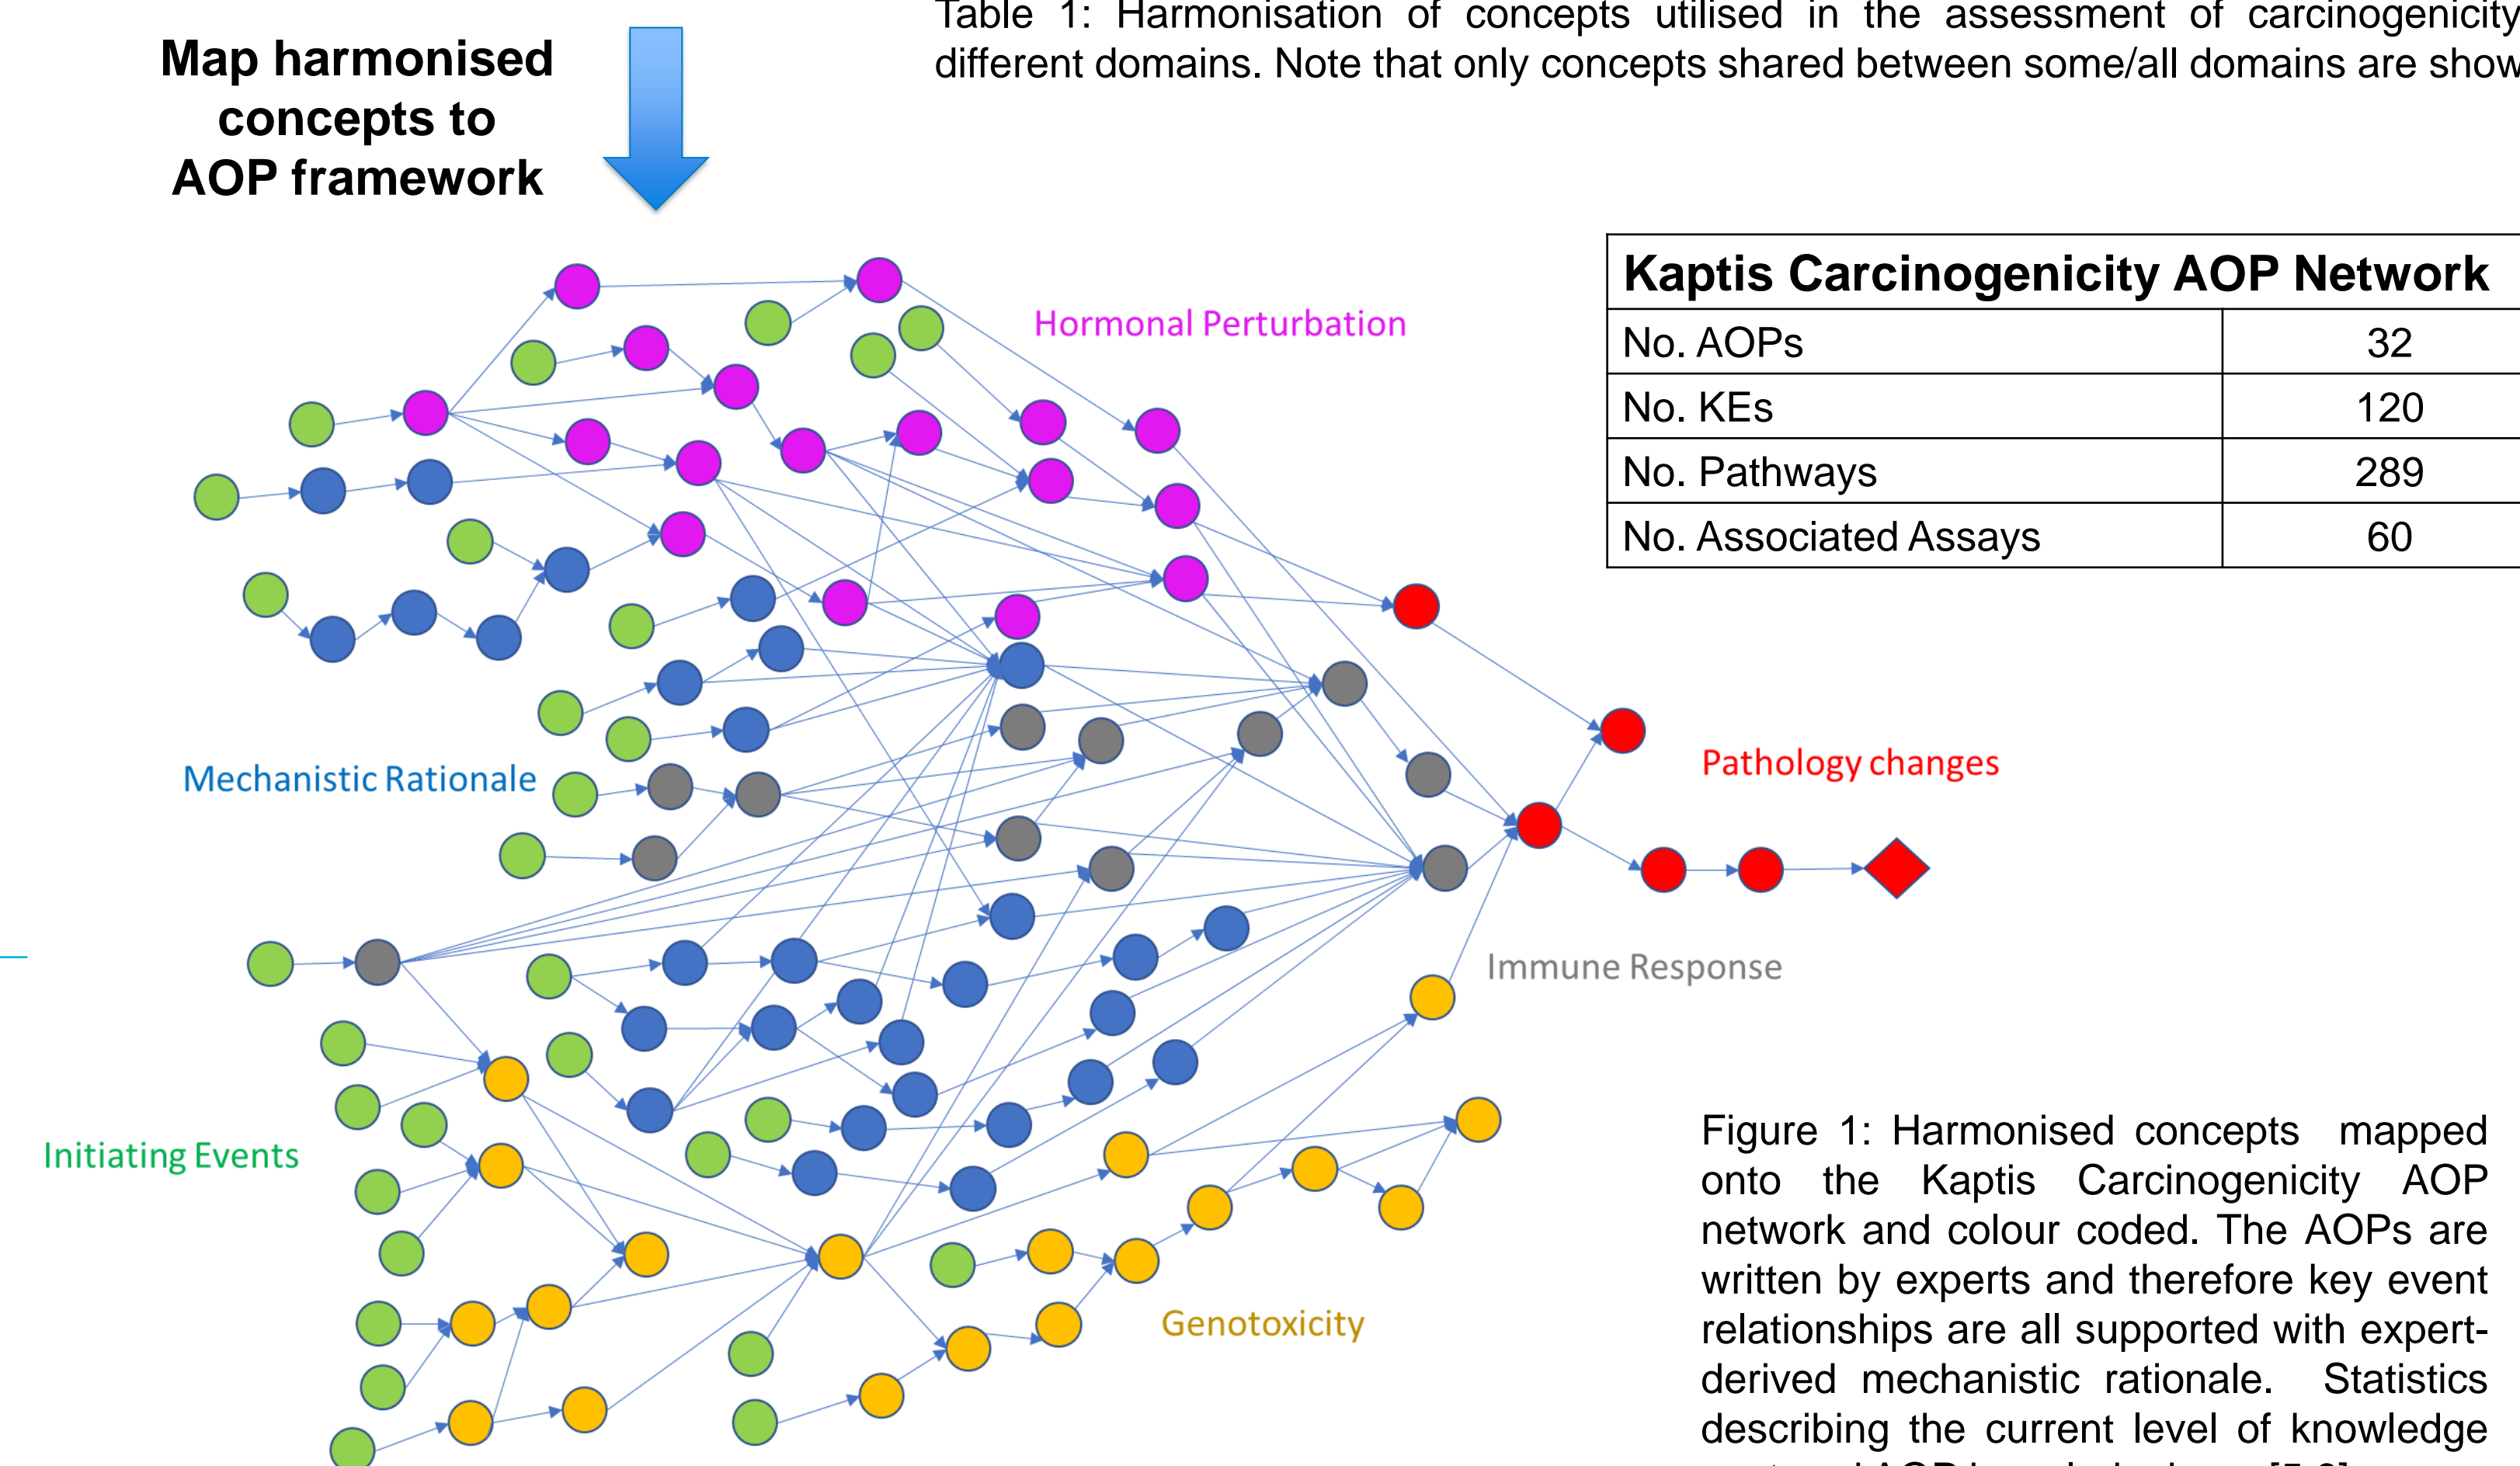 Table 1: Harmonisation of concepts utilised in the assessment of carcinogenicity
different domains. Note that only concepts shared between some/all domains are show
Map harmonised
concepts to
AOP framework
Kaptis Carcinogenicity AOP Network
No. AOPs 32
No. KEs 120
No. Pathways 289
No. Associated Assays 60
Hormonal Perturbation
Mechanistic Rationale
Pathology changes
Immune Response
Initiating Events
Genotoxicity
Figure 1: Harmonised concepts mapped
onto the Kaptis Carcinogenicity AOP
network and colour coded. The AOPs are
written by experts and therefore key event
relationships are all supported with expert-
derived mechanistic rationale. Statistics
describing the current level of knowledge